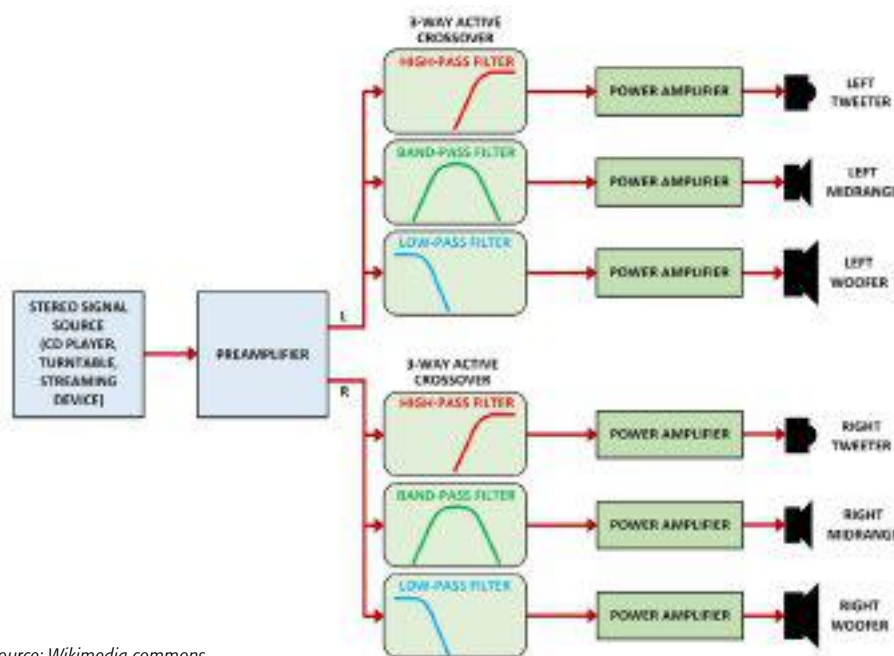 3-WAY ACTIVE
CROSSOVER
HIGH-PASS FILTER
POWER AMPLIFIER
LEFT
TWEETER
BAND-PASS FILTER
POWER AMPLIFIER
LEFT
MIDRANGE
LOW-PASS FILTER
POWER AMPLIFIER
LEFT
WOOFER
STEREO SIGNAL
SOURCE
(CD PLAYER,
TURNTABLE,
STREAMING
DEVICE)
PREAMPLIFIER
L
R
3-WAY ACTIVE
CROSSOVER
HIGH-PASS FILTER
POWER AMPLIFIER
RIGHT
TWEETER
BAND-PASS FILTER
POWER AMPLIFIER
RIGHT
MIDRANGE
LOW-PASS FILTER
POWER AMPLIFIER
RIGHT
WOOFER
ource: Wikimedia commons